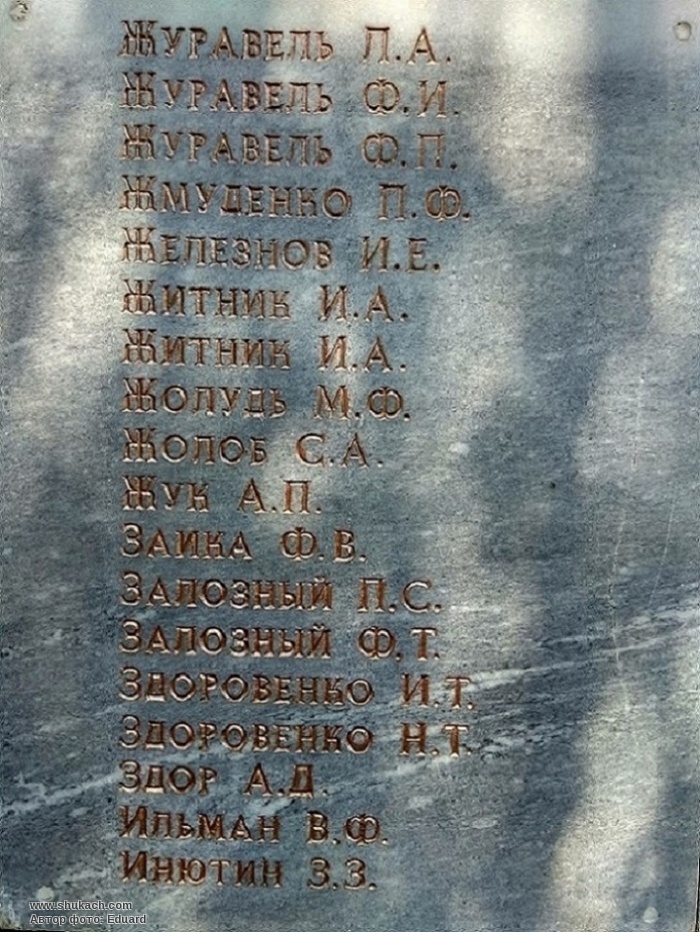 ЖУРАВЕЛЬ П.А.
ЖУРАВЕЛЬ Ф.И.
ЖУРАВЕЛЬ Ф.П.
ЖМУДЕНКО П.Ф.
ЖЕЛЕЗНОВ И.Е.
ЖИТНИК И.А.
ЖИТНИК И.А.
ЖОЛУДЬ М.Ф.
ЖОЛОБ С.А.
ЖУК А.П.
ЗАИКА Ф.В.
ЗАЛОЗНЫЙ П.С.
ЗАЛОЗНЫЙ Ф.Т.
ЗДОРОВЕНКО И.Т.
ЗДОРОВЕНКО Н.Т.
ЗДОР А.Д.
ИЛЬМАН В.Ф.
ИНЮТИН З.З.
www.shukach.com
Автор фото: Eduard